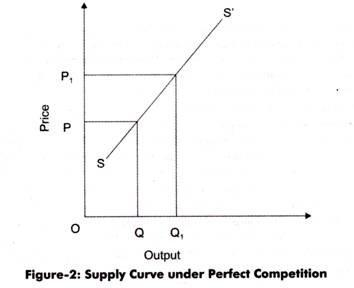 S'
P₁
Price
P
S
O
Q
Q₁
Output
Figure-2: Supply Curve under Perfect Competition